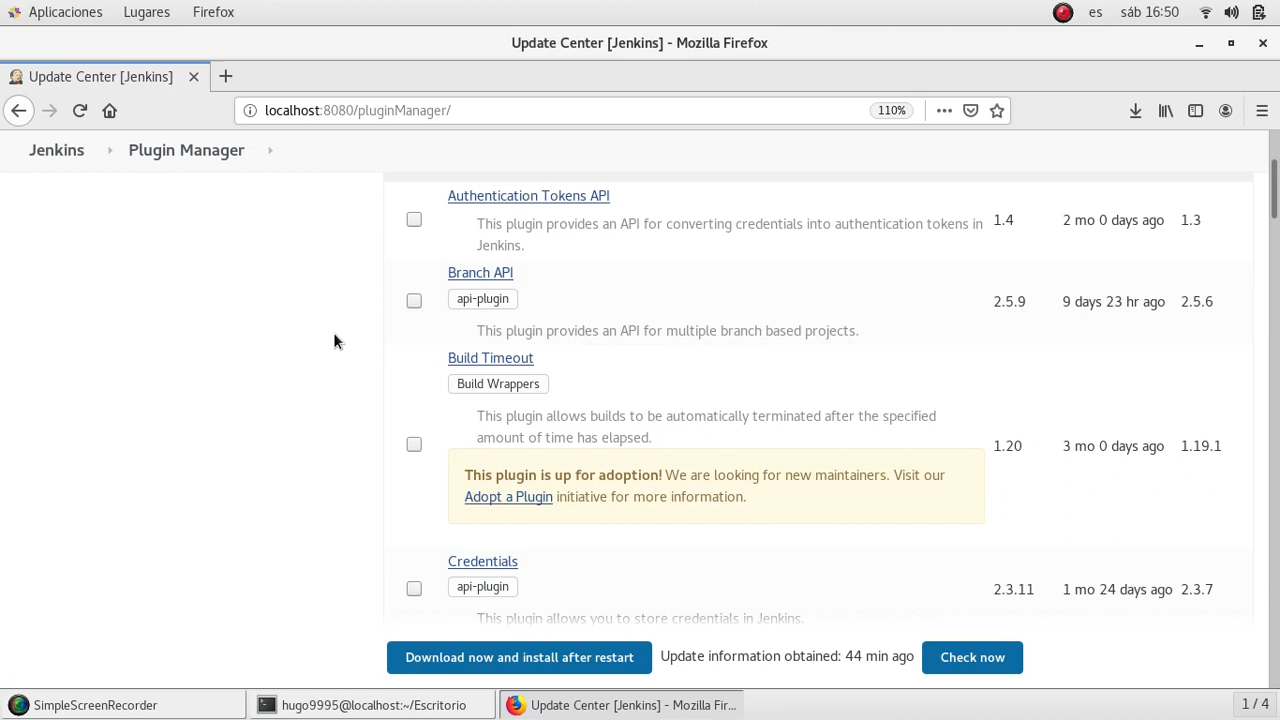 Aplicaciones Lugares Firefox es sáb 16:50
Update Center [Jenkins] - Mozilla Firefox
Update Center [Jenkins]
localhost:8080/pluginManager/ 110%
Jenkins Plugin Manager
Authentication Tokens API
This plugin provides an API for converting credentials into authentication tokens in 1.4 2 mo 0 days ago 1.3
Jenkins.
Branch API
api-plugin 2.5.9 9 days 23 hr ago 2.5.6
This plugin provides an API for multiple branch based projects.
Build Timeout
Build Wrappers
This plugin allows builds to be automatically terminated after the specified
amount of time has elapsed. 1.20 3 mo 0 days ago 1.19.1
This plugin is up for adoption! We are looking for new maintainers. Visit our
Adopt a Plugin initiative for more information.
Credentials
api-plugin 2.3.11 1 mo 24 days ago 2.3.7
This plugin allows you to store credentials in Jenkins.
Download now and install after restart Update information obtained: 44 min ago Check now
SimpleScreenRecorder hugo9995@localhost:~/Escritorio Update Center [Jenkins] - Mozilla Fir... 1 / 4